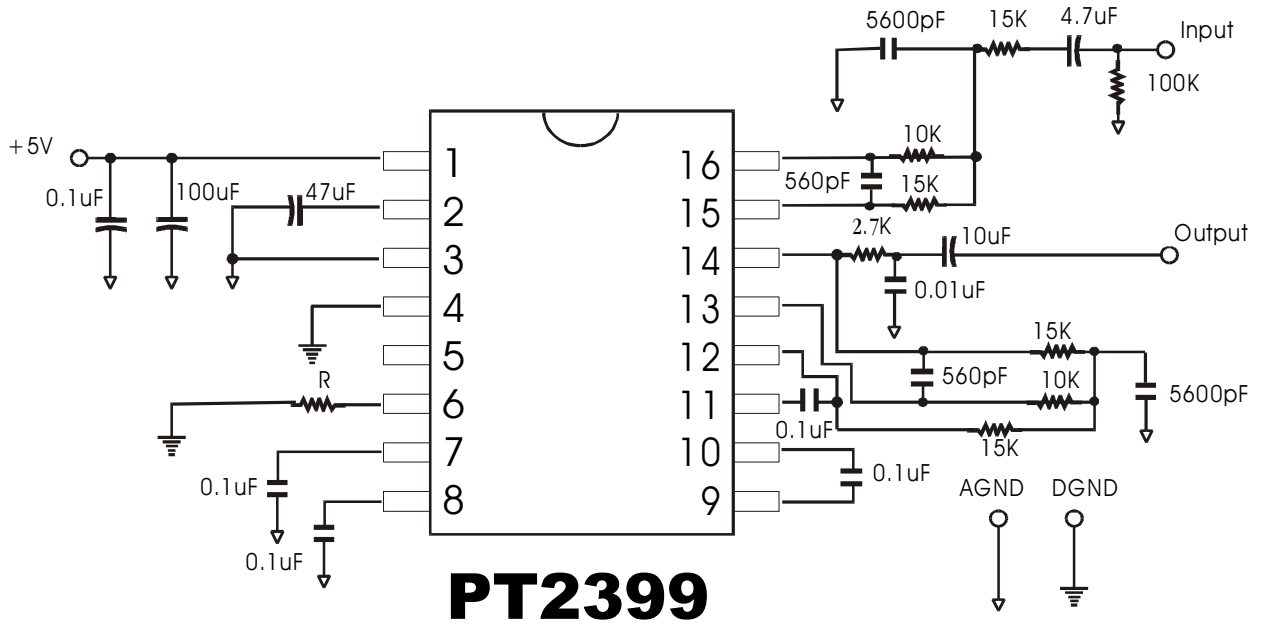 5600pF
15K
4.7uF
Input
100K
+5V
0.1uF
100uF
47uF
1
2
3
4
5
6
7
8
R
0.1uF
0.1uF
16
15
14
13
12
11
10
9
10K
560pF
15K
2.7K
10uF
Output
0.01uF
15K
560pF
10K
5600pF
0.1uF
15K
0.1uF
AGND
DGND
PT2399